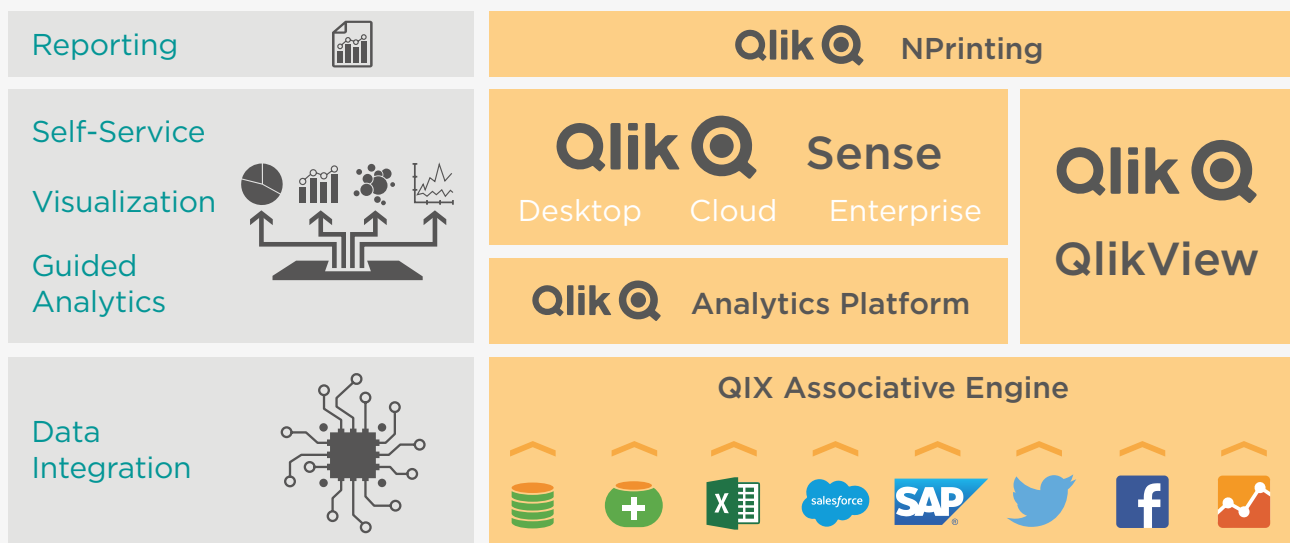 Reporting
Qlik NPrinting
Self-Service
Visualization
Guided
Analytics
Qlik Sense
Desktop Cloud Enterprise
Qlik Analytics Platform
Qlik
QlikView
Data
Integration
QIX Associative Engine
X
salesforce
SAP®
f